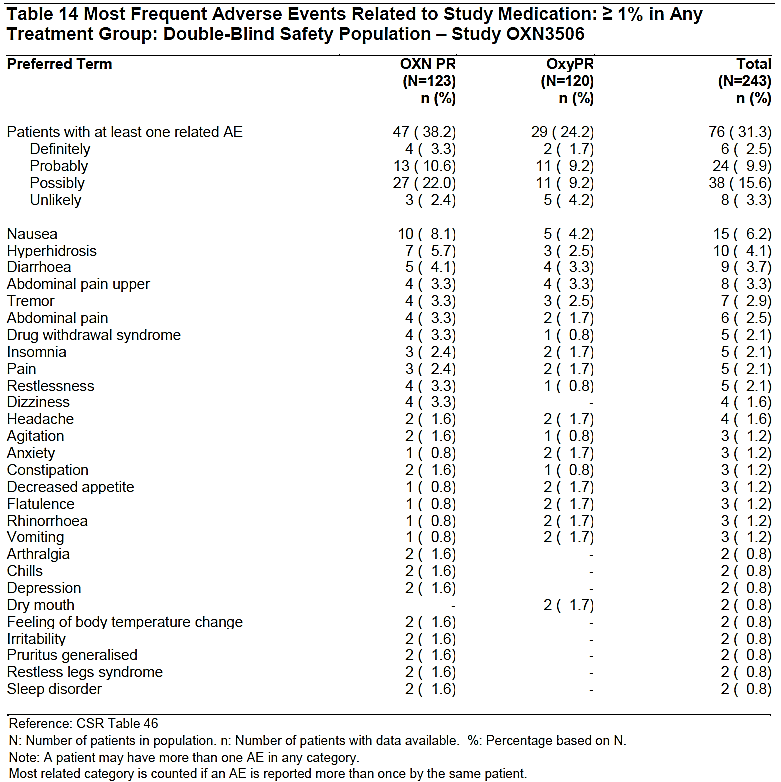 Table 14 Most Frequent Adverse Events Related to Study Medication: ≥ 1% in Any
Treatment Group: Double-Blind Safety Population – Study OXN3506
Preferred Term OXN PR OxyPR Total
(N=123) (N=120) (N=243)
n (%) n (%) n (%)
Patients with at least one related AE 47 ( 38.2) 29 ( 24.2) 76 ( 31.3)
Definitely 4 ( 3.3) 2 ( 1.7) 6 ( 2.5)
Probably 13 ( 10.6) 11 ( 9.2) 24 ( 9.9)
Possibly 27 ( 22.0) 11 ( 9.2) 38 ( 15.6)
Unlikely 3 ( 2.4) 5 ( 4.2) 8 ( 3.3)
Nausea 10 ( 8.1) 5 ( 4.2) 15 ( 6.2)
Hyperhidrosis 7 ( 5.7) 3 ( 2.5) 10 ( 4.1)
Diarrhoea 5 ( 4.1) 4 ( 3.3) 9 ( 3.7)
Abdominal pain upper 4 ( 3.3) 4 ( 3.3) 8 ( 3.3)
Tremor 4 ( 3.3) 3 ( 2.5) 7 ( 2.9)
Abdominal pain 4 ( 3.3) 2 ( 1.7) 6 ( 2.5)
Drug withdrawal syndrome 4 ( 3.3) 1 ( 0.8) 5 ( 2.1)
Insomnia 3 ( 2.4) 2 ( 1.7) 5 ( 2.1)
Pain 3 ( 2.4) 2 ( 1.7) 5 ( 2.1)
Restlessness 4 ( 3.3) 1 ( 0.8) 5 ( 2.1)
Dizziness 4 ( 3.3) - 4 ( 1.6)
Headache 2 ( 1.6) 2 ( 1.7) 4 ( 1.6)
Agitation 2 ( 1.6) 1 ( 0.8) 3 ( 1.2)
Anxiety 1 ( 0.8) 2 ( 1.7) 3 ( 1.2)
Constipation 2 ( 1.6) 1 ( 0.8) 3 ( 1.2)
Decreased appetite 1 ( 0.8) 2 ( 1.7) 3 ( 1.2)
Flatulence 1 ( 0.8) 2 ( 1.7) 3 ( 1.2)
Rhinorrhoea 1 ( 0.8) 2 ( 1.7) 3 ( 1.2)
Vomiting 1 ( 0.8) 2 ( 1.7) 3 ( 1.2)
Arthralgia 2 ( 1.6) - 2 ( 0.8)
Chills 2 ( 1.6) - 2 ( 0.8)
Depression 2 ( 1.6) - 2 ( 0.8)
Dry mouth - 2 ( 1.7) 2 ( 0.8)
Feeling of body temperature change 2 ( 1.6) - 2 ( 0.8)
Irritability 2 ( 1.6) - 2 ( 0.8)
Pruritus generalised 2 ( 1.6) - 2 ( 0.8)
Restless legs syndrome 2 ( 1.6) - 2 ( 0.8)
Sleep disorder 2 ( 1.6) - 2 ( 0.8)
Reference: CSR Table 46
N: Number of patients in population. n: Number of patients with data available. %: Percentage based on N.
Note: A patient may have more than one AE in any category.
Most related category is counted if an AE is reported more than once by the same patient.